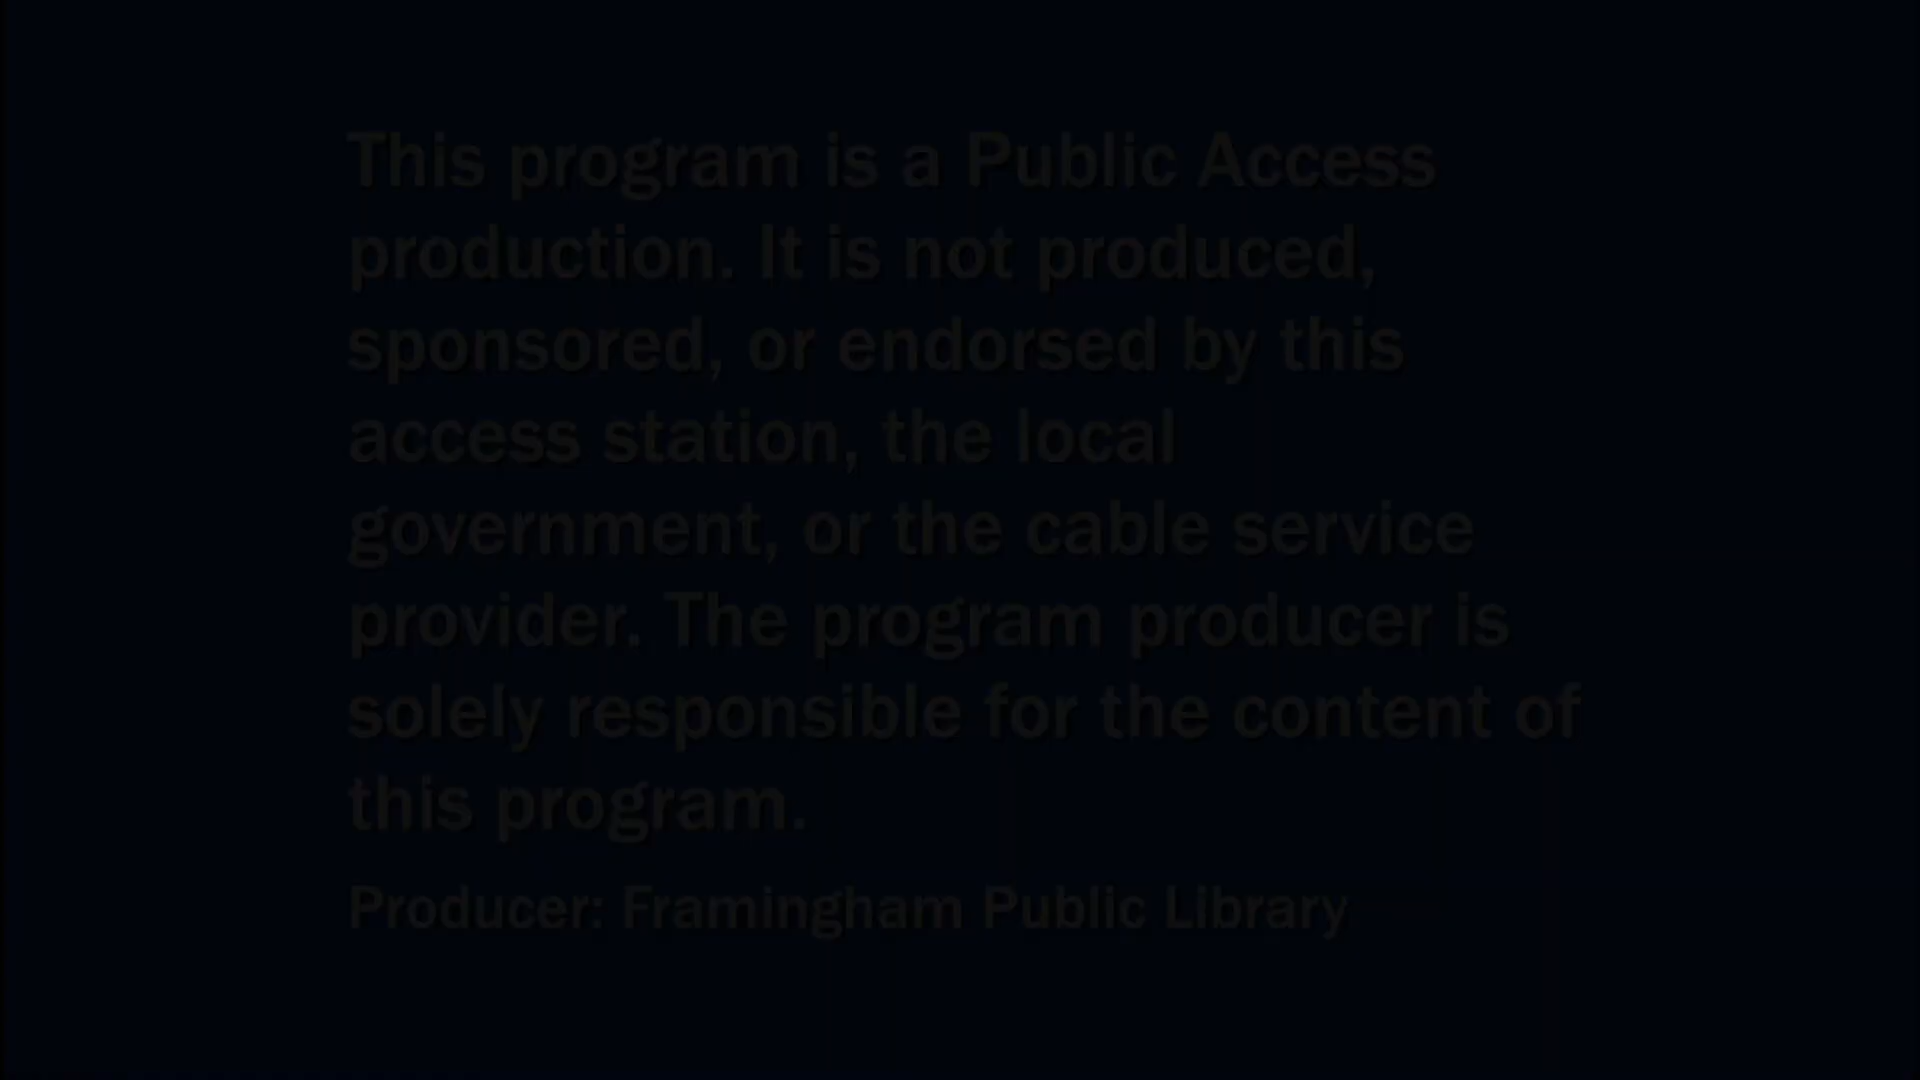 This program is a Public Access
production. It is not produced,
sponsored, or endorsed by this
access station, the local
government, or the cable service
provider. The program producer is
solely responsible for the content of
this program.
Producer: Framingham Public Library